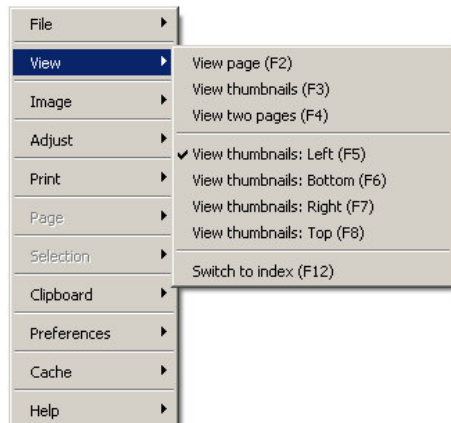 File
View
Image
Adjust
Print
Page
Selection
Clipboard
Preferences
Cache
Help
View page (F2)
View thumbnails (F3)
View two pages (F4)
View thumbnails: Left (F5)
View thumbnails: Bottom (F6)
View thumbnails: Right (F7)
View thumbnails: Top (F8)
Switch to index (F12)